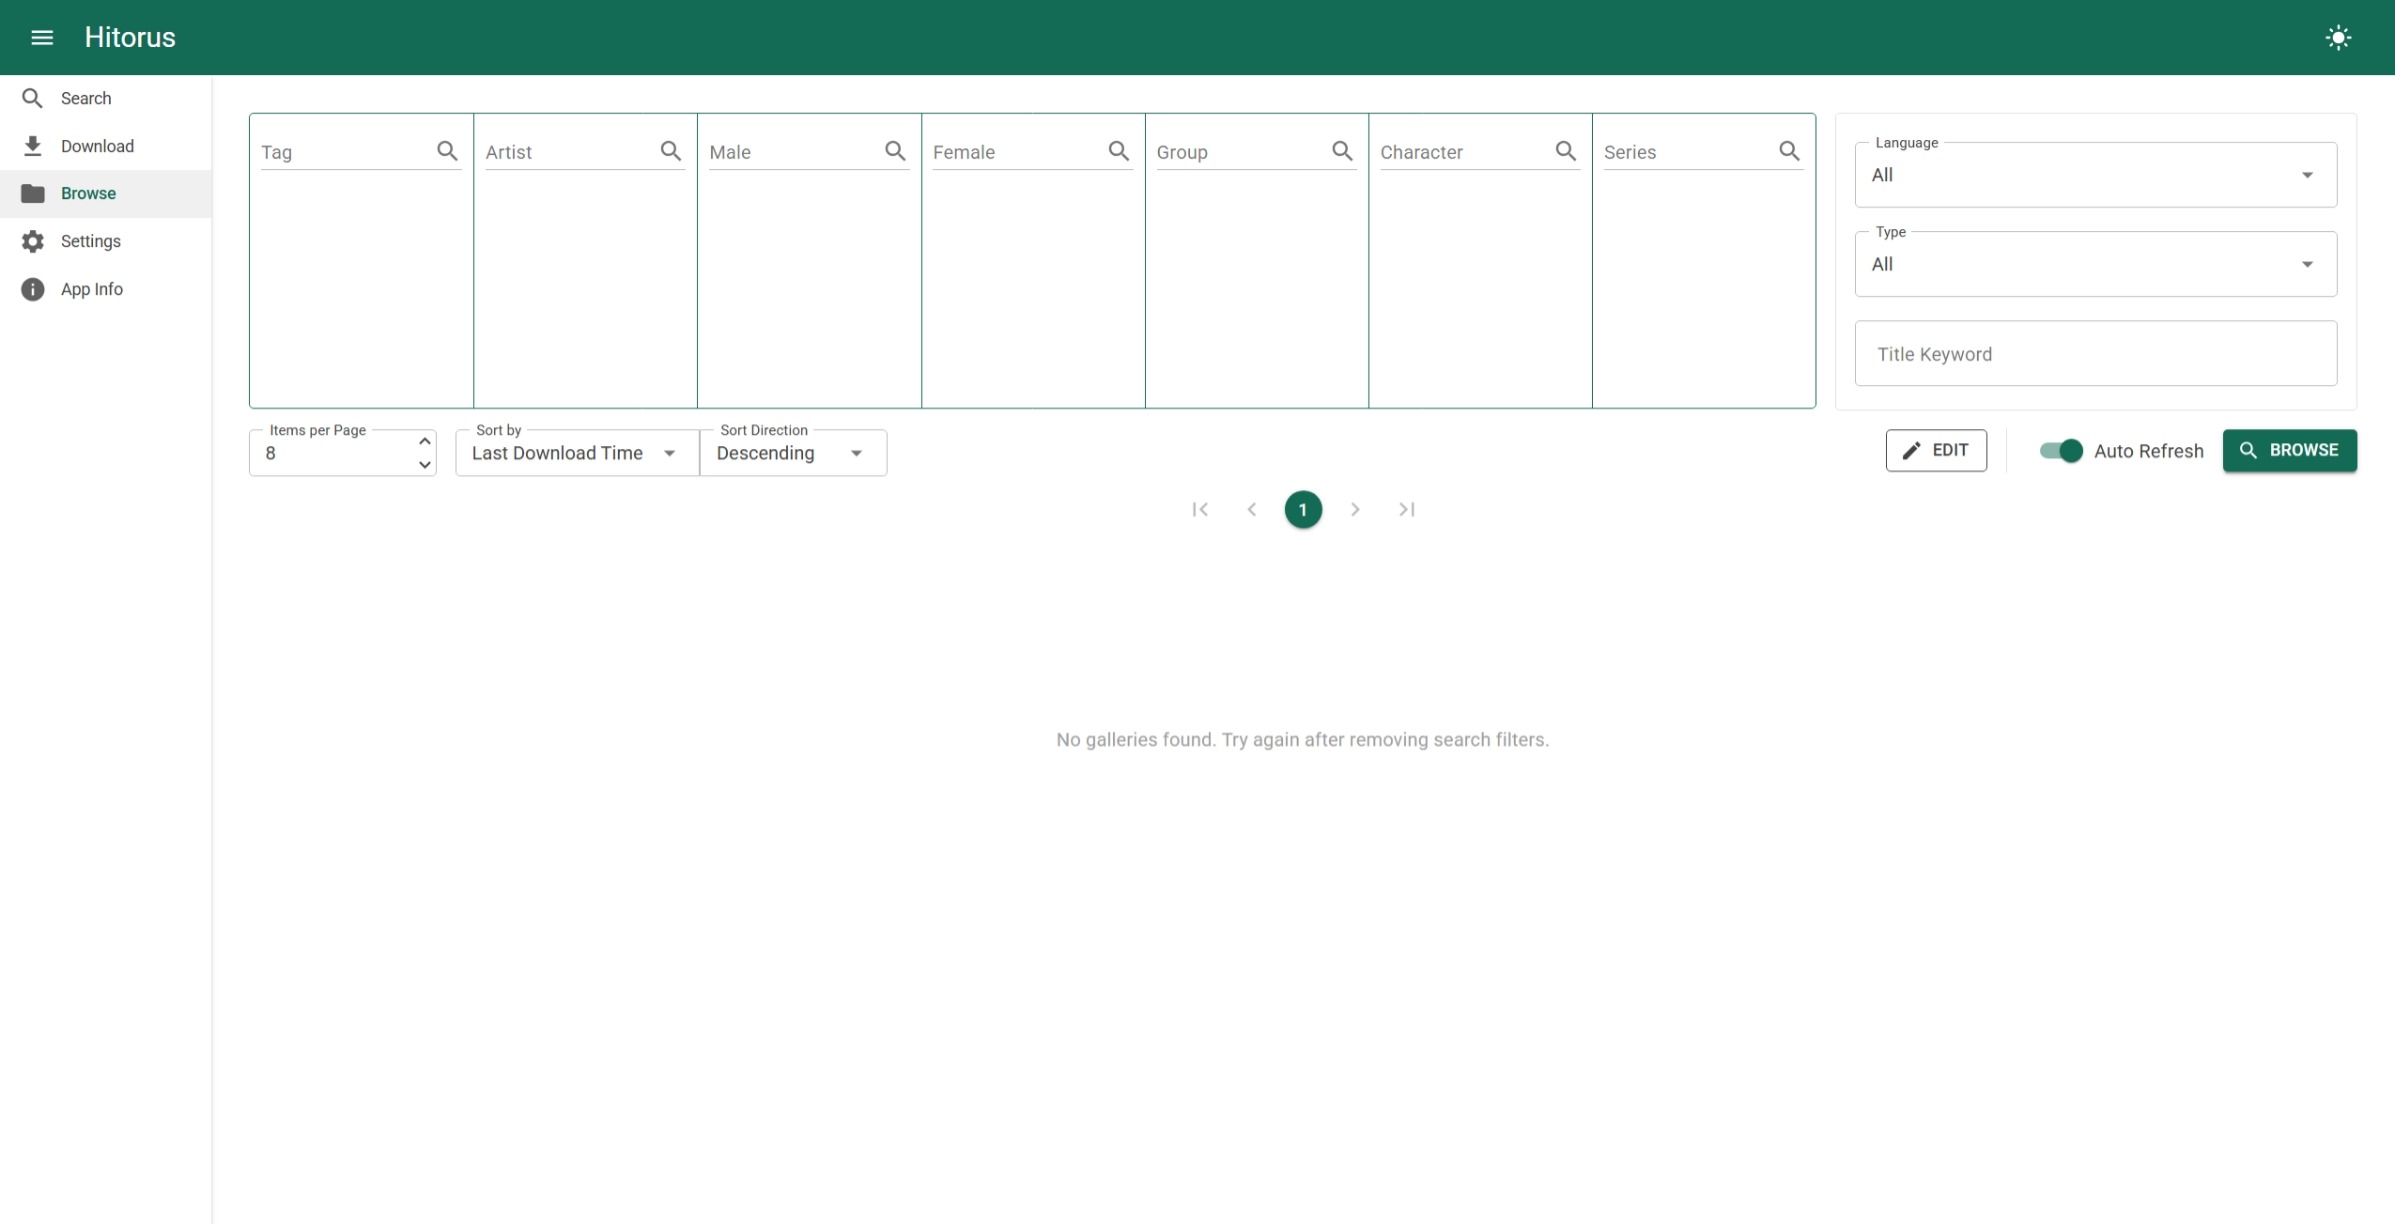 Hitorus
Search
Download
Browse
Settings
App Info
Tag
Artist
Male
Female
Group
Character
Series
Language
All
Type
All
Title Keyword
Items per Page
8
Sort by
Last Download Time
Sort Direction
Descending
EDIT
Auto Refresh
BROWSE
1
No galleries found. Try again after removing search filters.